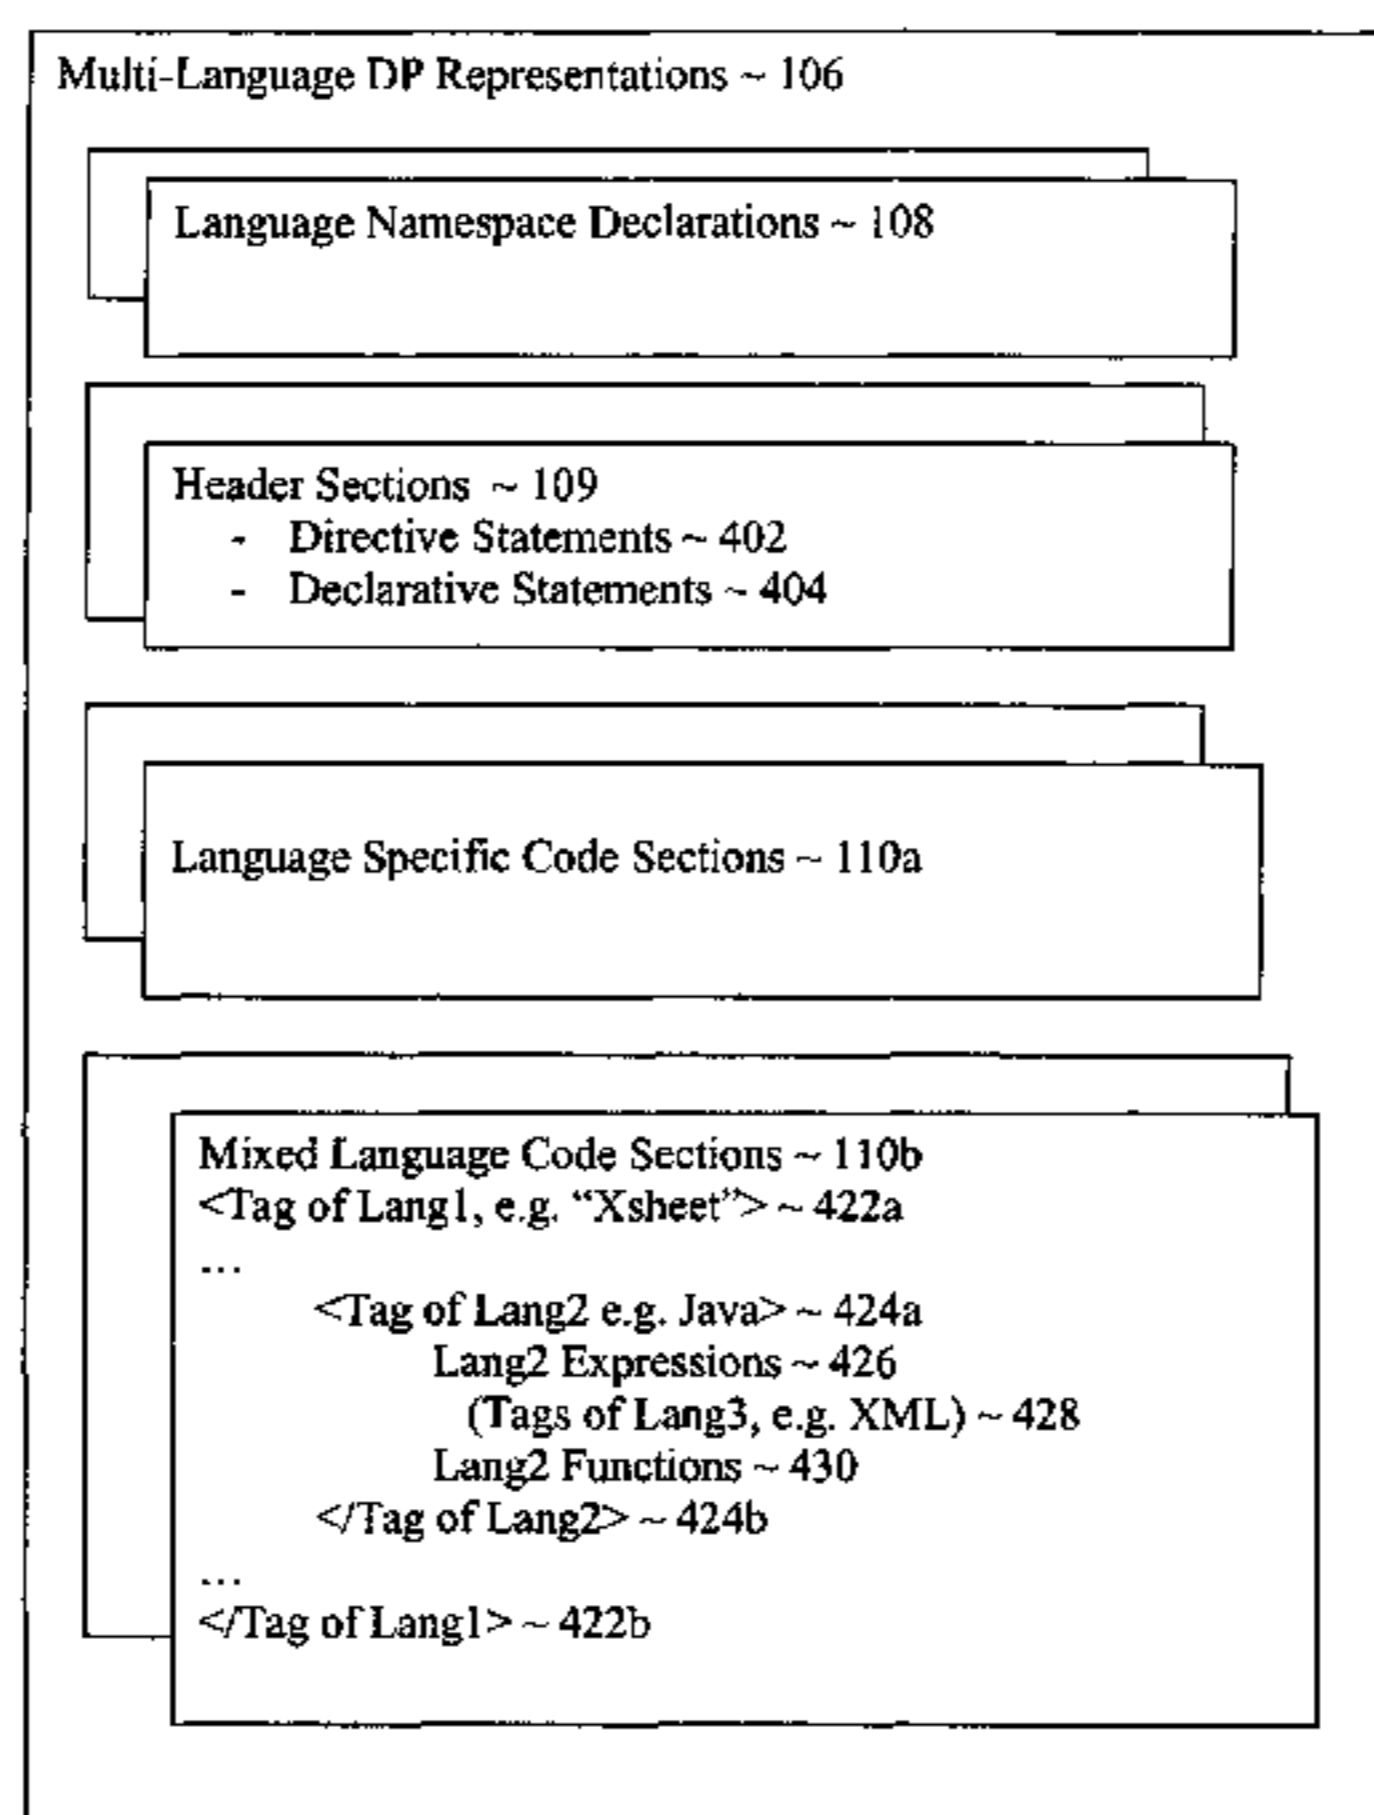 Multi-Language DP Representations ~ 106
Language Namespace Declarations ~ 108
Header Sections ~ 109
- Directive Statements ~ 402
- Declarative Statements ~ 404
Language Specific Code Sections ~ 110a
Mixed Language Code Sections ~ 110b
<Tag of Lang1, e.g. “Xsheet”> ~ 422a
...
<Tag of Lang2 e.g. Java> ~ 424a
Lang2 Expressions ~ 426
(Tags of Lang3, e.g. XML) ~ 428
Lang2 Functions ~ 430
</Tag of Lang2> ~ 424b
...
</Tag of Lang1> ~ 422b